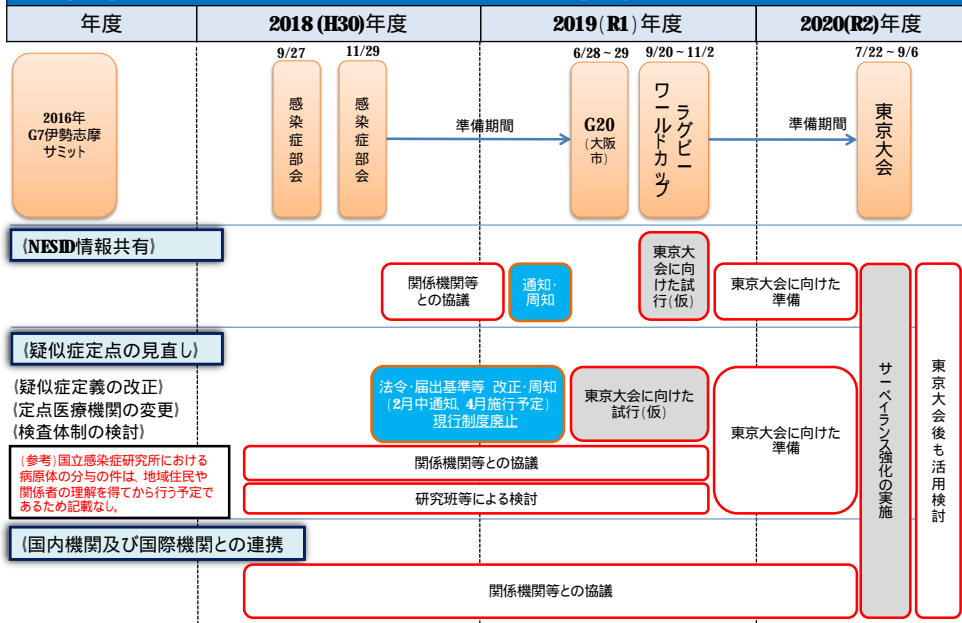 年度
2018 (H30)年度
2019(R1)年度
2020(R2)年度
9/27
11/29
6/28～29
9/20～11/2
7/22～9/6
2016年
G7伊勢志摩
サミット
感染症部会
感染症部会
準備期間
G20
(大阪
市)
ラグビー
ワールドカップ
準備期間
東京大会
(NESID情報共有)
関係機関等
との協議
通知・
周知
東京大
会に向
けた試
行(仮)
東京大会に向けた
準備
(疑似症定点の見直し)
(疑似症定義の改正)
(定点医療機関の変更)
(検査体制の検討)
法令・届出基準等 改正・周知
(2月中通知、4月施行予定)
現行制度廃止
東京大会に向けた
試行(仮)
東京大会に向けた
準備
(参考)国立感染症研究所における
病原体の分与の件は、地域住民や
関係者の理解を得てから行う予定で
あるため記載なし。
関係機関等との協議
研究班等による検討
サーベイランス強化の実施
東京大会後も活用検討
(国内機関及び国際機関との連携
関係機関等との協議